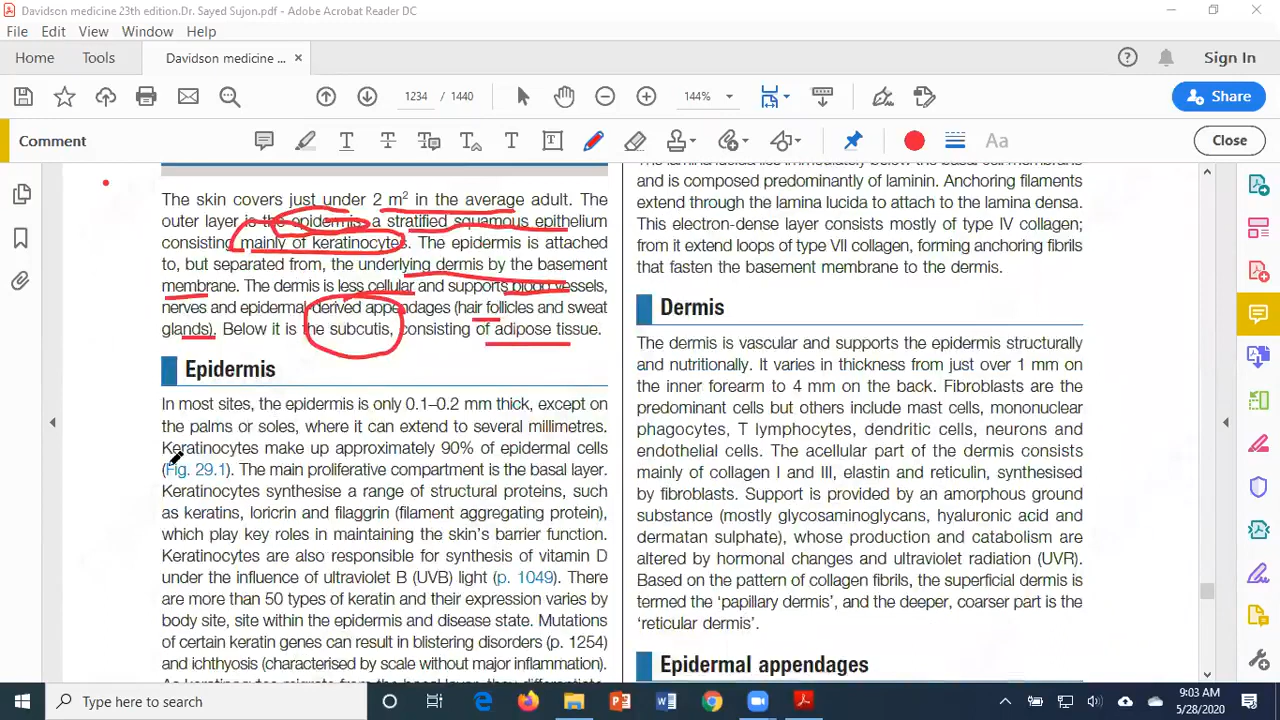 Davidson medicine 23th edition.Dr. Sayed Sujon.pdf - Adobe Acrobat Reader DC
File Edit View Window Help
Home Tools Davidson medicine ... × Sign In
1234 / 1440 144% Share
Comment Close
The skin covers just under 2 m2 in the average adult. The
outer layer is the epidermis, a stratified squamous epithelium
consisting mainly of keratinocytes. The epidermis is attached
to, but separated from, the underlying dermis by the basement
membrane. The dermis is less cellular and supports blood vessels,
nerves and epidermal-derived appendages (hair follicles and sweat
glands). Below it is the subcutis, consisting of adipose tissue.
Epidermis
In most sites, the epidermis is only 0.1–0.2 mm thick, except on
the palms or soles, where it can extend to several millimetres.
Keratinocytes make up approximately 90% of epidermal cells
(Fig. 29.1). The main proliferative compartment is the basal layer.
Keratinocytes synthesise a range of structural proteins, such
as keratins, loricrin and filaggrin (filament aggregating protein),
which play key roles in maintaining the skin's barrier function.
Keratinocytes are also responsible for synthesis of vitamin D
under the influence of ultraviolet B (UVB) light (p. 1049). There
are more than 50 types of keratin and their expression varies by
body site, site within the epidermis and disease state. Mutations
of certain keratin genes can result in blistering disorders (p. 1254)
and ichthyosis (characterised by scale without major inflammation).
As keratinocytes migrate from the basal layer, they differentiate,
The lamina lucida lies immediately below the basal cell membrane
and is composed predominantly of laminin. Anchoring filaments
extend through the lamina lucida to attach to the lamina densa.
This electron-dense layer consists mostly of type IV collagen;
from it extend loops of type VII collagen, forming anchoring fibrils
that fasten the basement membrane to the dermis.
Dermis
The dermis is vascular and supports the epidermis structurally
and nutritionally. It varies in thickness from just over 1 mm on
the inner forearm to 4 mm on the back. Fibroblasts are the
predominant cells but others include mast cells, mononuclear
phagocytes, T lymphocytes, dendritic cells, neurons and
endothelial cells. The acellular part of the dermis consists
mainly of collagen I and III, elastin and reticulin, synthesised
by fibroblasts. Support is provided by an amorphous ground
substance (mostly glycosaminoglycans, hyaluronic acid and
dermatan sulphate), whose production and catabolism are
altered by hormonal changes and ultraviolet radiation (UVR).
Based on the pattern of collagen fibrils, the superficial dermis is
termed the 'papillary dermis', and the deeper, coarser part is the
'reticular dermis'.
Epidermal appendages
Type here to search
9:03 AM
5/28/2020